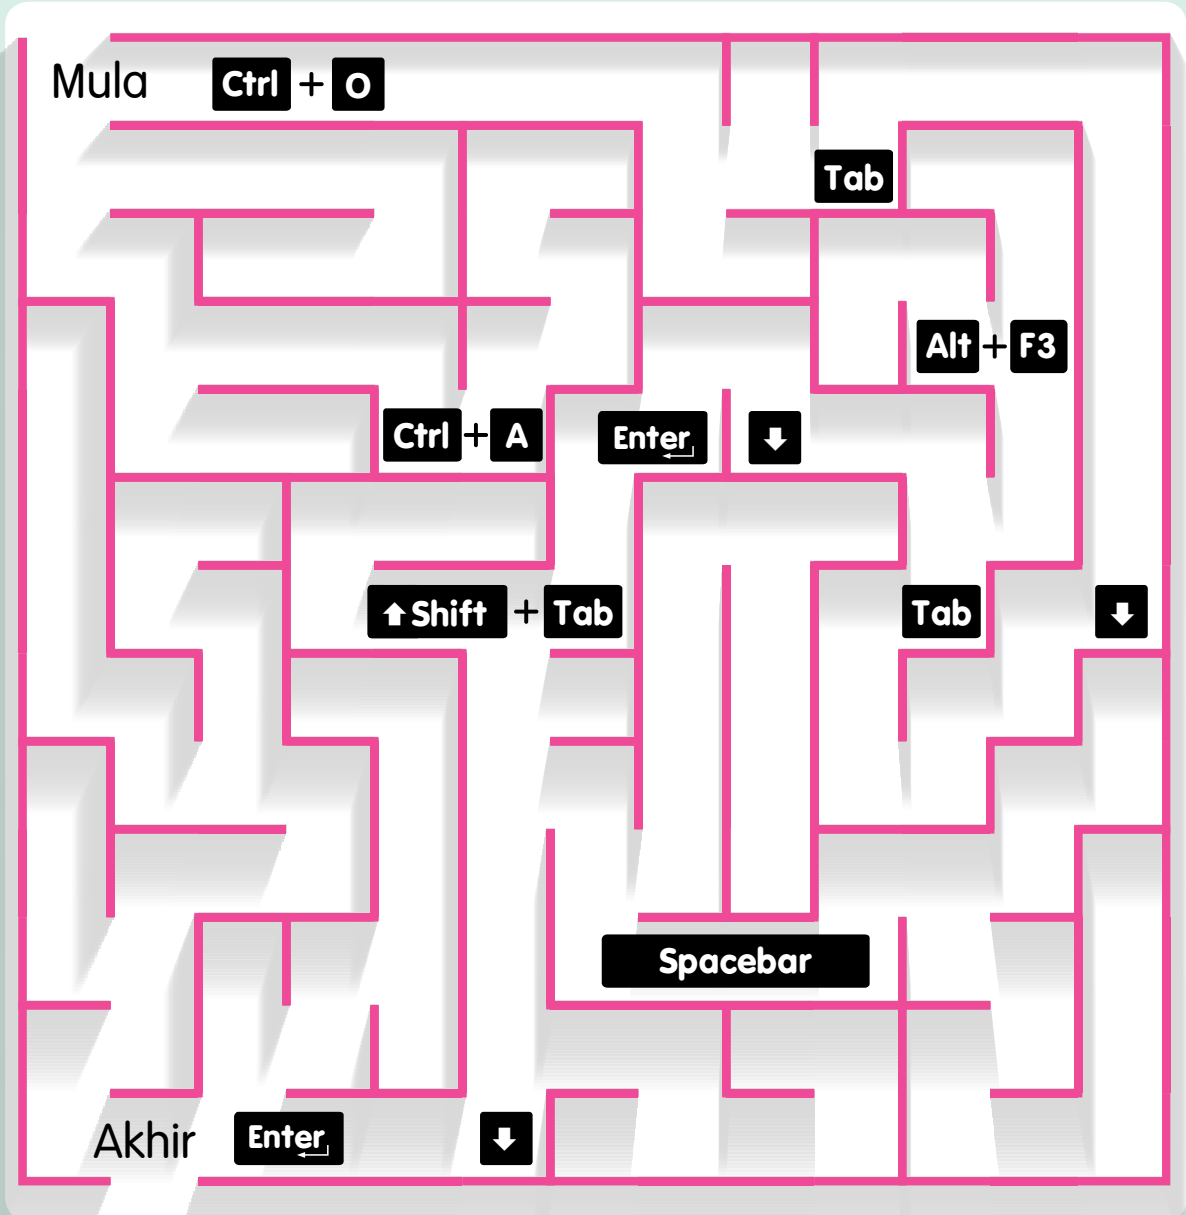 Mula Ctrl + O
Tab
Alt + F3
Ctrl + A Enter ↵ ⬇
⬆ Shift + Tab Tab ⬇
Spacebar
Akhir Enter ↵ ⬇